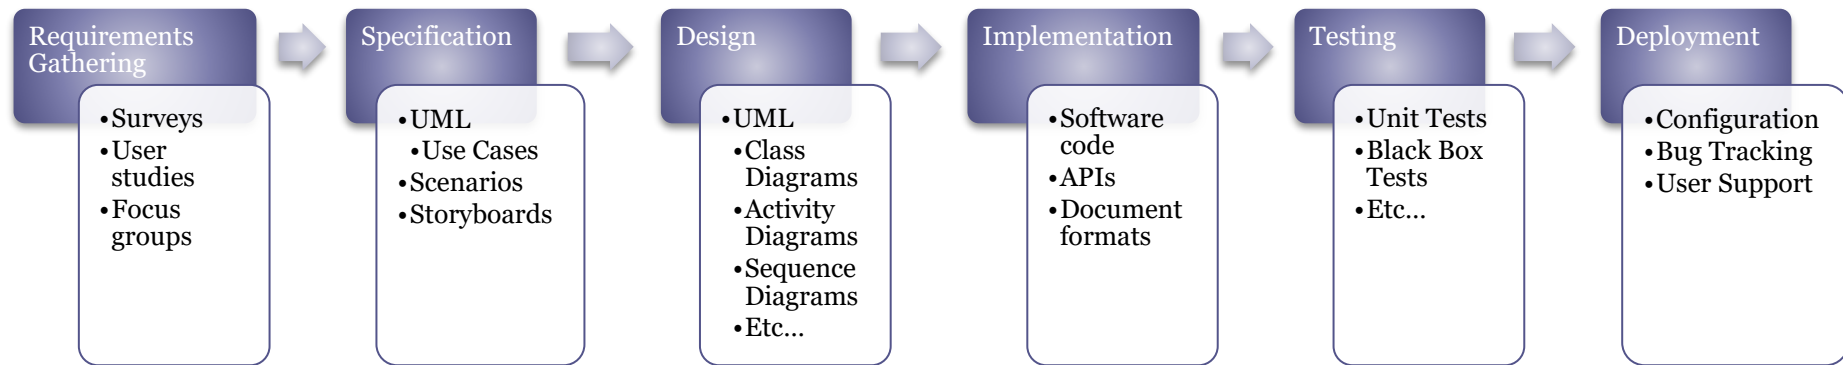 Requirements
Gathering
•Surveys
•User
studies
•Focus
groups
Specification
•UML
•Use Cases
•Scenarios
•Storyboards
Design
•UML
•Class
Diagrams
•Activity
Diagrams
•Sequence
Diagrams
•Etc…
Implementation
•Software
code
•APIs
•Document
formats
Testing
•Unit Tests
•Black Box
Tests
•Etc…
Deployment
•Configuration
•Bug Tracking
•User Support